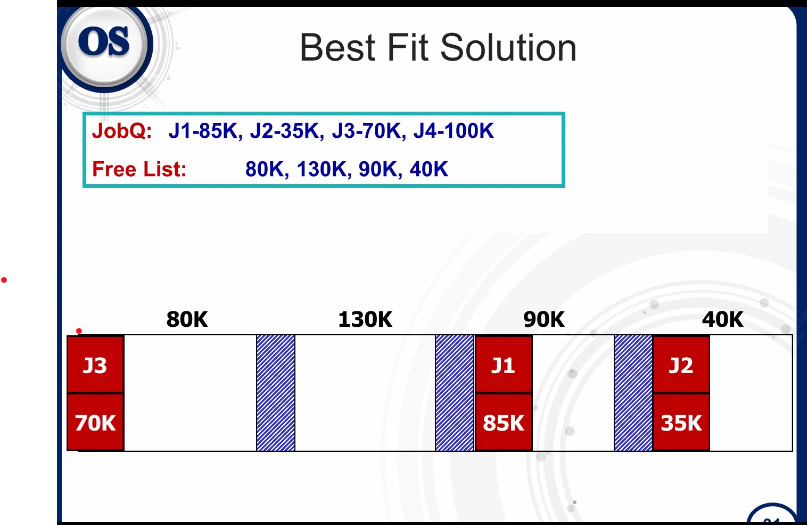 OS
Best Fit Solution
JobQ: J1-85K, J2-35K, J3-70K, J4-100K
Free List: 80K, 130K, 90K, 40K
80K 130K 90K 40K
J3 J1 J2
70K 85K 35K